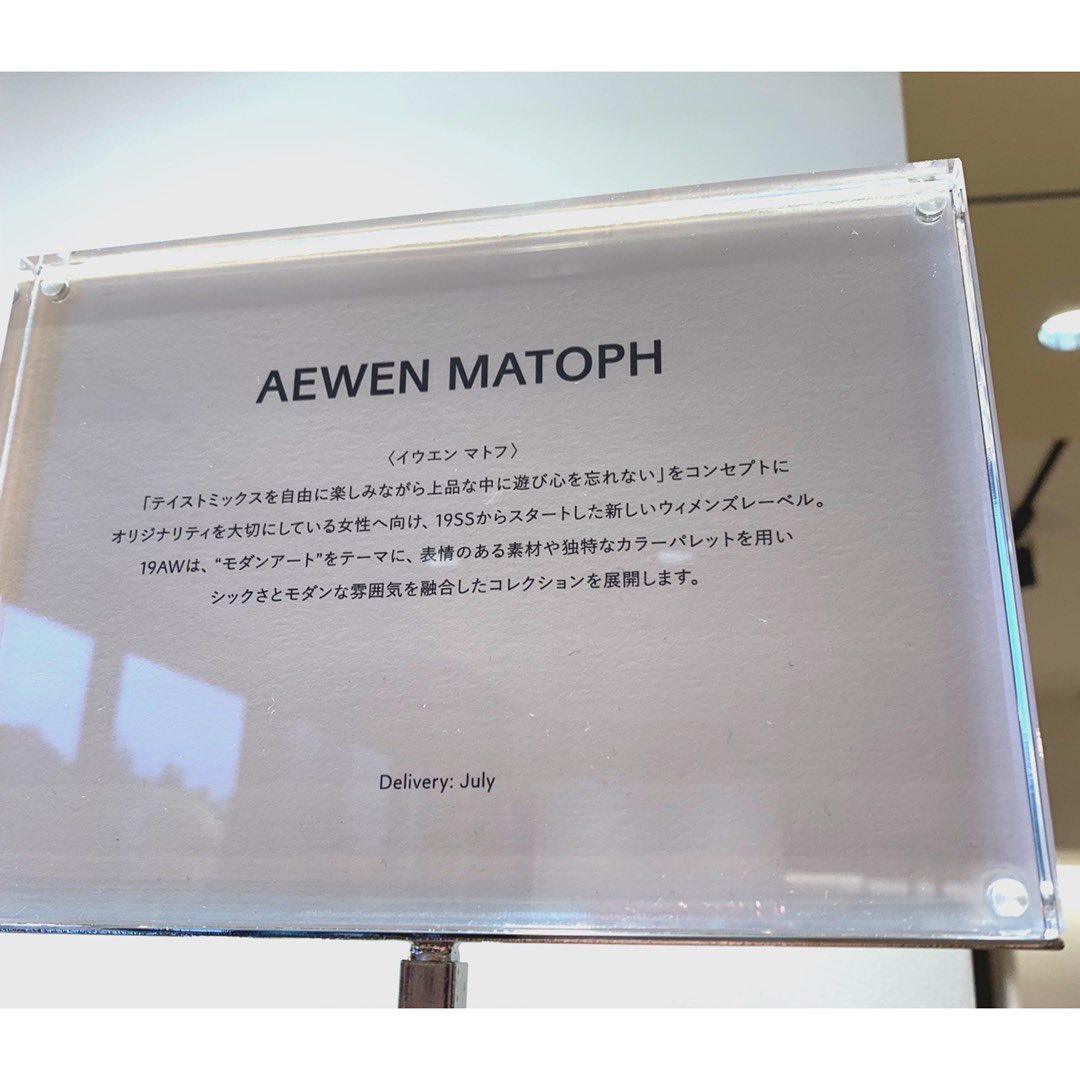 AEWEN MATOPH
〈イウエン マトフ〉
「テイストミックスを自由に楽しみながら上品な中に遊び心を忘れない」をコンセプトに
オリジナリティを大切にしている女性へ向け、19SSからスタートした新しいウィメンズレーベル。
19AWは、“モダンアート”をテーマに、表情のある素材や独特なカラーパレットを用い
シックさとモダンな雰囲気を融合したコレクションを展開します。
Delivery: July